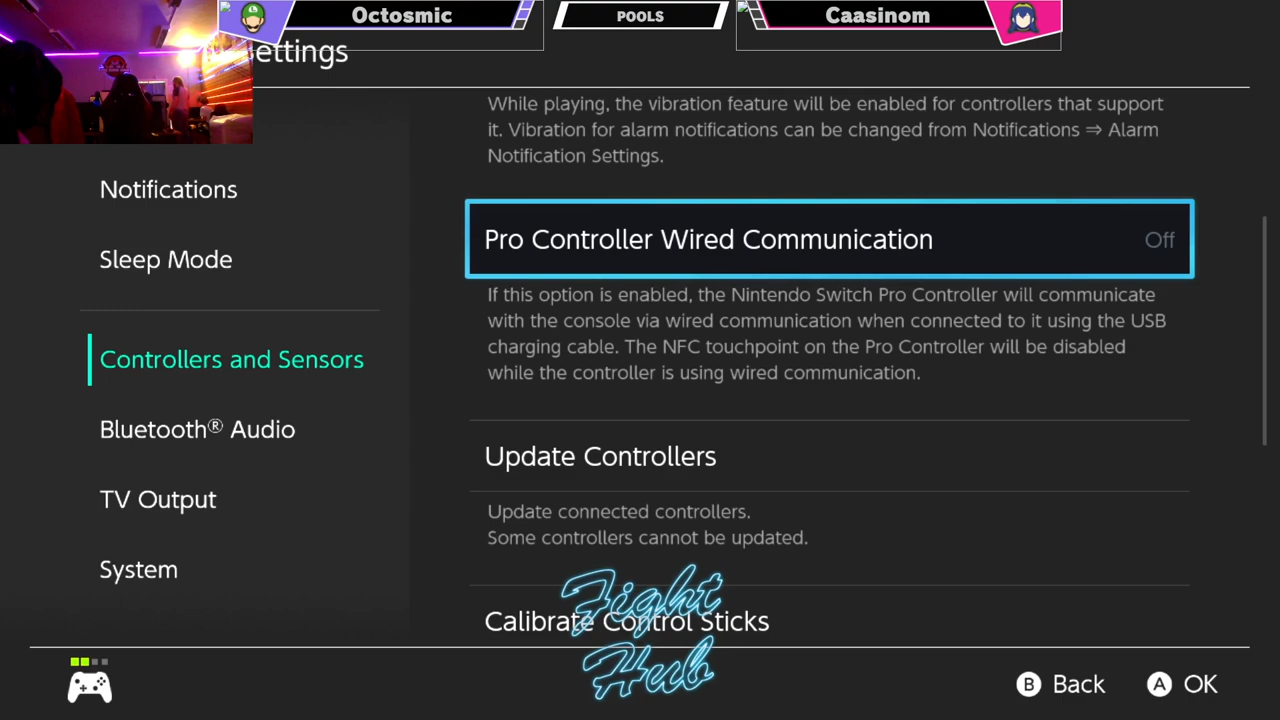 Octosmic
POOLS
Caasinom
ettings
While playing, the vibration feature will be enabled for controllers that support
it. Vibration for alarm notifications can be changed from Notifications ⇒ Alarm
Notification Settings.
Notifications
Sleep Mode
Controllers and Sensors
Bluetooth® Audio
TV Output
System
Pro Controller Wired Communication Off
If this option is enabled, the Nintendo Switch Pro Controller will communicate
with the console via wired communication when connected to it using the USB
charging cable. The NFC touchpoint on the Pro Controller will be disabled
while the controller is using wired communication.
Update Controllers
Update connected controllers.
Some controllers cannot be updated.
Calibrate Control Sticks
Fight
Hub
B Back A OK